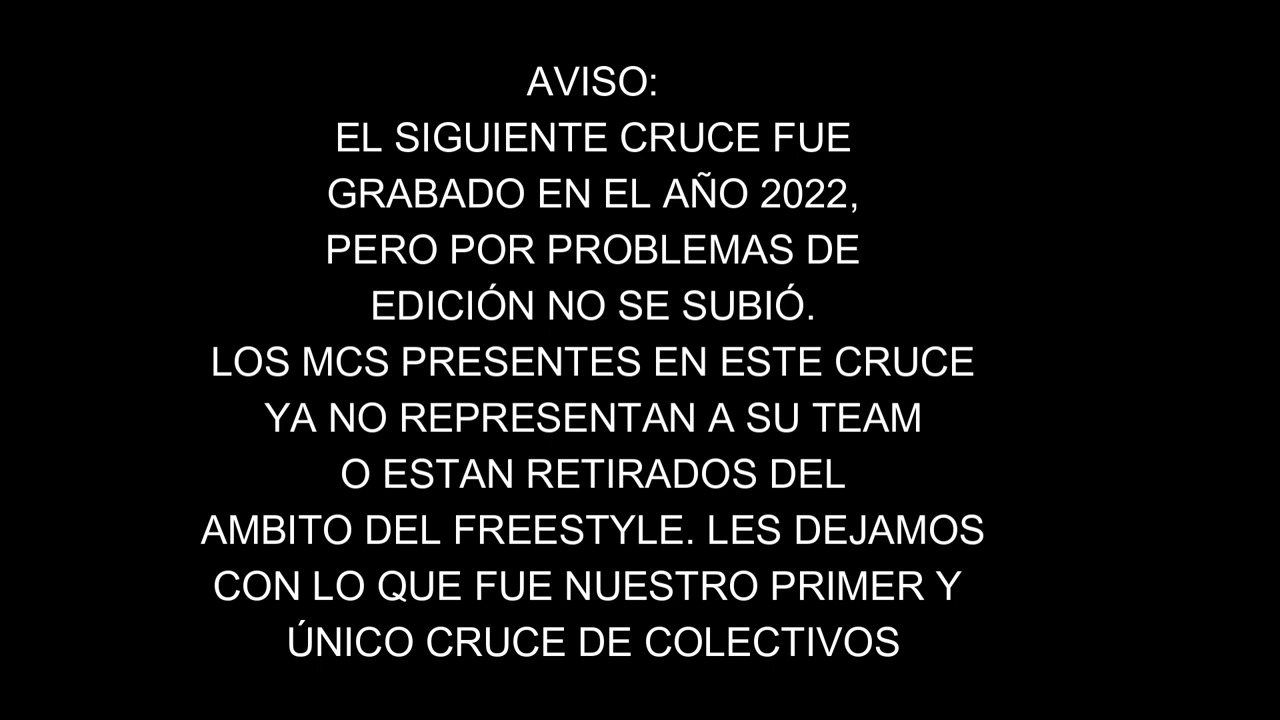 AVISO:
EL SIGUIENTE CRUCE FUE
GRABADO EN EL AÑO 2022,
PERO POR PROBLEMAS DE
EDICIÓN NO SE SUBIÓ.
LOS MCS PRESENTES EN ESTE CRUCE
YA NO REPRESENTAN A SU TEAM
O ESTAN RETIRADOS DEL
AMBITO DEL FREESTYLE. LES DEJAMOS
CON LO QUE FUE NUESTRO PRIMER Y
ÚNICO CRUCE DE COLECTIVOS